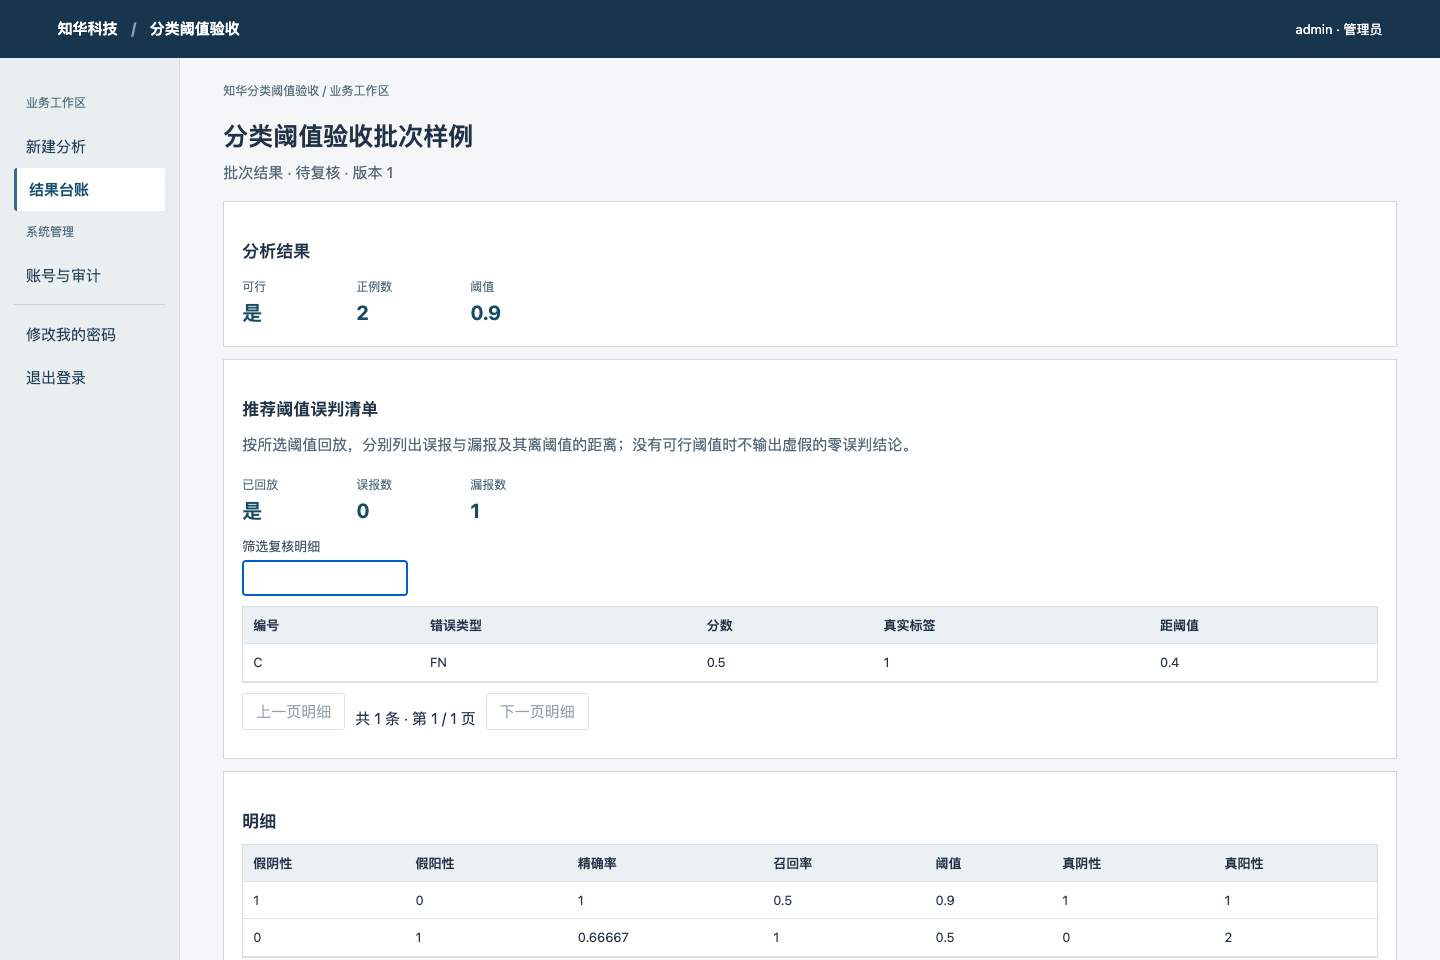 知华科技 / 分类阈值验收
admin · 管理员
业务工作区
新建分析
结果台账
系统管理
账号与审计
修改我的密码
退出登录
知华分类阈值验收 / 业务工作区
分类阈值验收批次样例
批次结果 · 待复核 · 版本 1
分析结果
可行 正例数 阈值
是 2 0.9
推荐阈值误判清单
按所选阈值回放，分别列出误报与漏报及其离阈值的距离；没有可行阈值时不输出虚假的零误判结论。
已回放 误报数 漏报数
是 0 1
筛选复核明细
编号 错误类型 分数 真实标签 距阈值
C FN 0.5 1 0.4
上一页明细 共 1 条 · 第 1 / 1 页 下一页明细
明细
假阴性 假阳性 精确率 召回率 阈值 真阴性 真阳性
1 0 1 0.5 0.9 1 1
0 1 0.66667 1 0.5 0 2